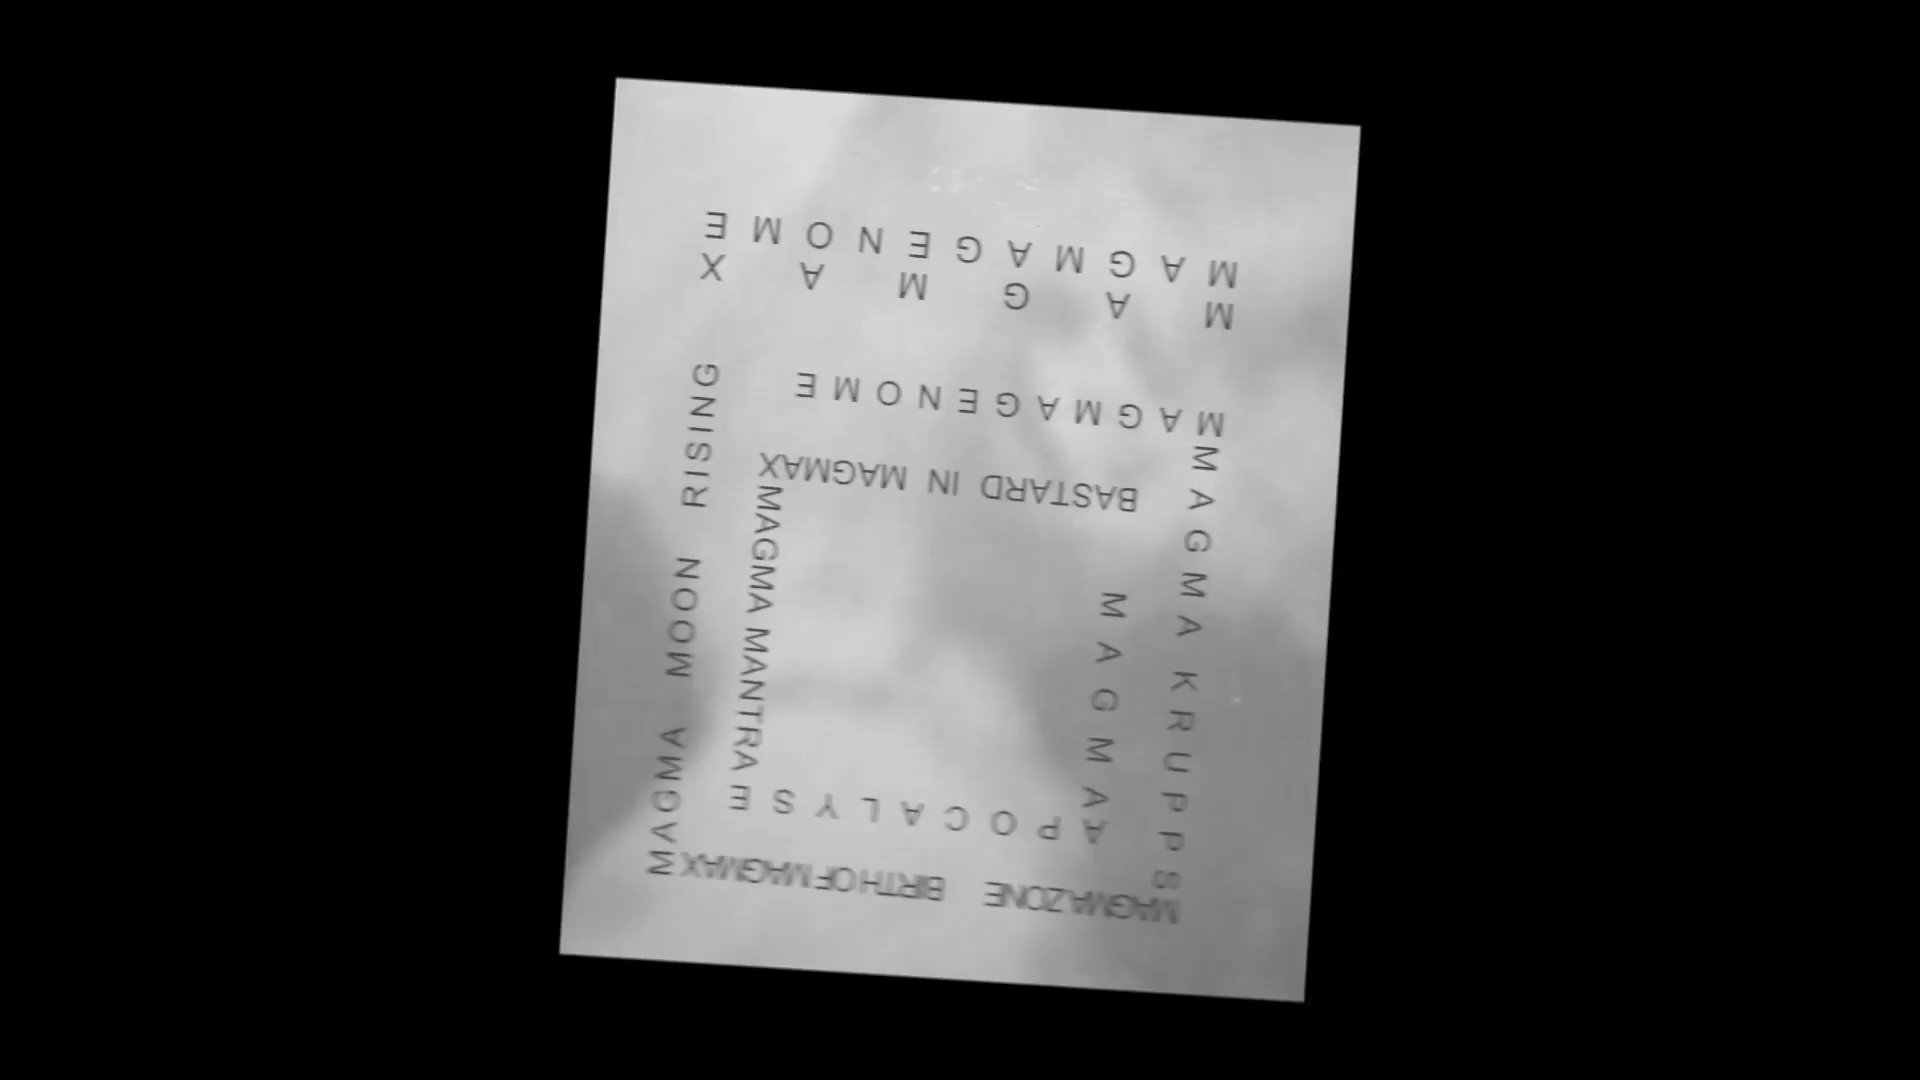 MAGMAZONE BIRTHOFMAGMAX
MAGMA KRUPPS
MAGMA MOON RISING
APOCALYSE
MAGMA
MAGMA MANTRA
BASTARD IN MAGMAX
MAGMAGENOME
MAGMAX
MAGMAGENOME